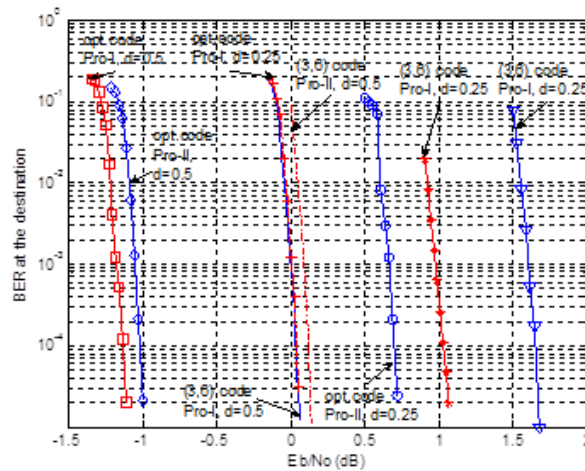 10^0
10^-1
10^-2
10^-3
10^-4
BER at the destination
opt.code
Pro-I, d=0.5
opt.code
Pro-I, d=0.25
(3,6) code
Pro-II, d=0.5
(3,6) code
Pro-I, d=0.25
(3,6) code
Pro-I, d=0.25
opt.code
Pro-II,
d=0.5
(3,6) code
Pro-I, d=0.5
opt.code
Pro-II, d=0.25
-1.5
-1
-0.5
0
0.5
1
1.5
2
Eb/No (dB)